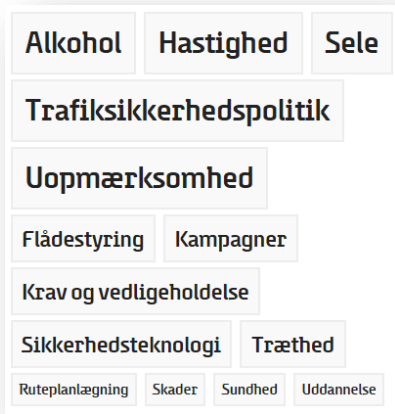 Alkohol Hastighed Sele
Trafiksikkerhedspolitik
Uopmærksomhed
Flådestyring Kampagner
Krav og vedligeholdelse
Sikkerhedsteknologi Træthed
Ruteplanlægning Skader Sundhed Uddannelse